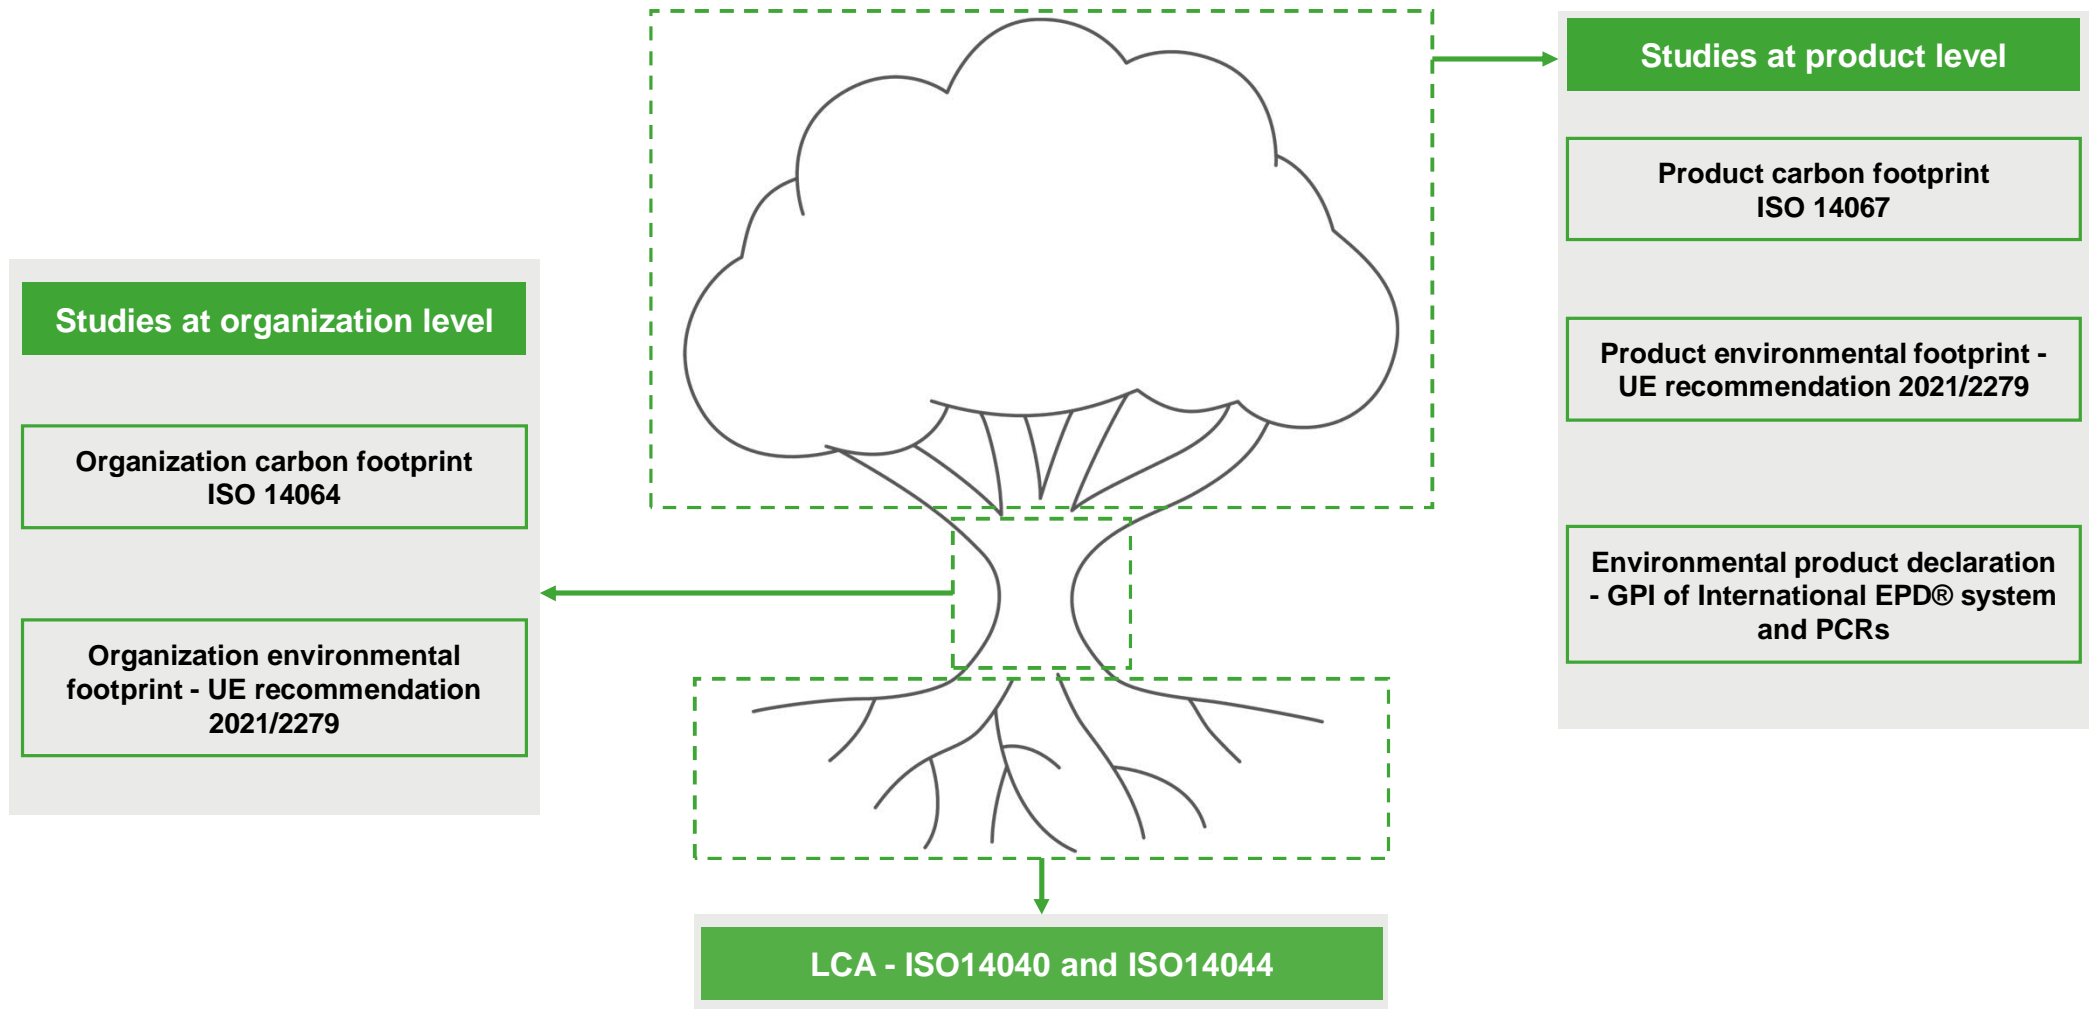 Studies at product level
Product carbon footprint
ISO 14067
Product environmental footprint -
UE recommendation 2021/2279
Environmental product declaration
- GPI of International EPD® system
and PCRs
Studies at organization level
Organization carbon footprint
ISO 14064
Organization environmental
footprint - UE recommendation
2021/2279
LCA - ISO14040 and ISO14044